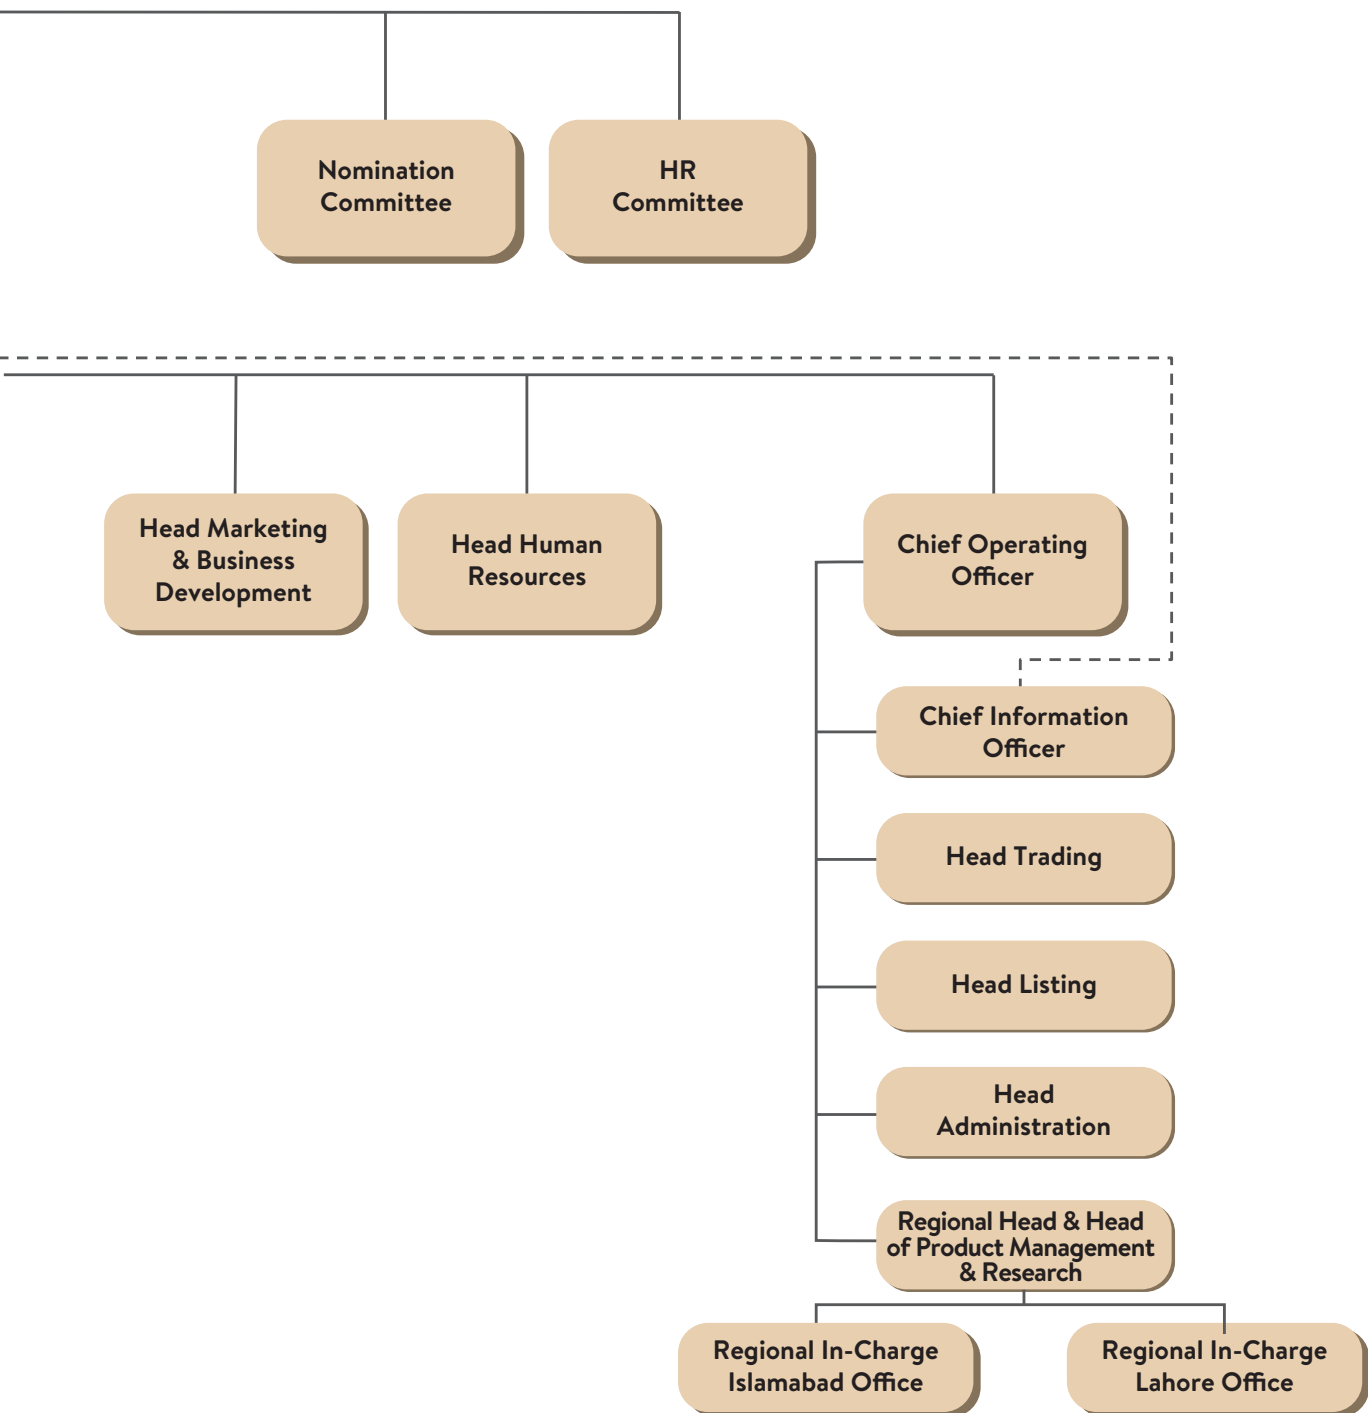 Nomination
Committee
HR
Committee
Head Marketing
& Business
Development
Head Human
Resources
Chief Operating
Officer
Chief Information
Officer
Head Trading
Head Listing
Head
Administration
Regional Head & Head
of Product Management
& Research
Regional In-Charge
Islamabad Office
Regional In-Charge
Lahore Office